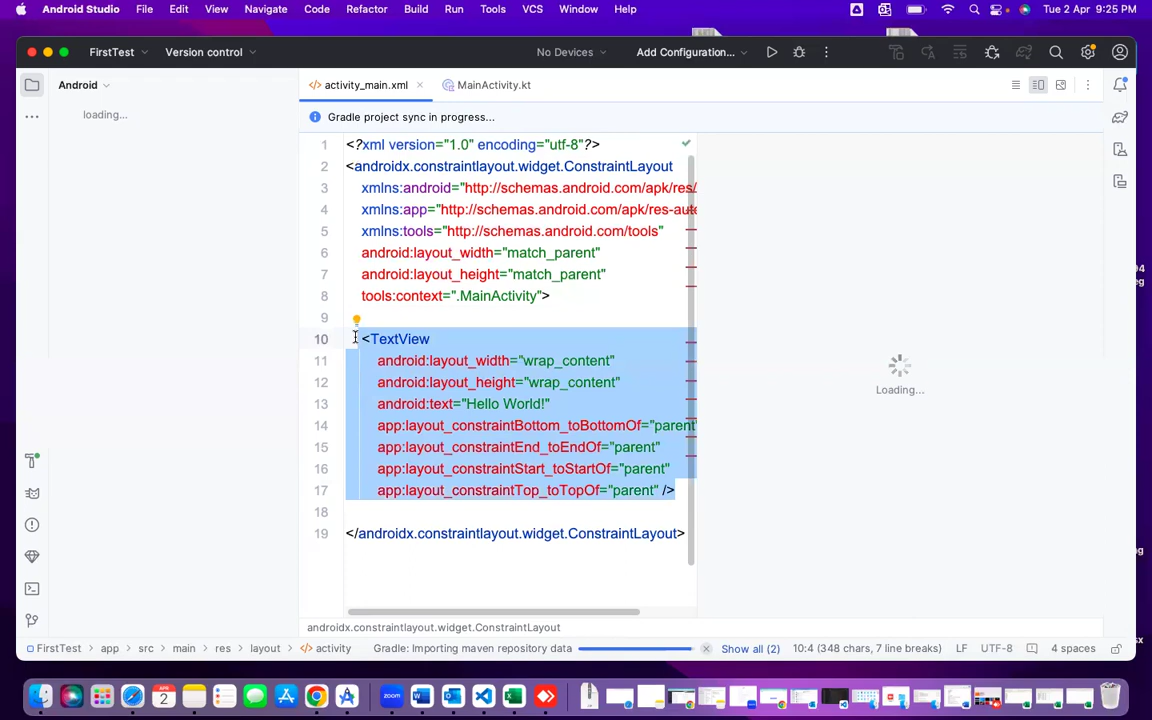 Android Studio File Edit View Navigate Code Refactor Build Run Tools VCS Window Help Tue 2 Apr 9:25 PM
FirstTest Version control No Devices Add Configuration...
Android activity_main.xml MainActivity.kt
loading... Gradle project sync in progress...
1 <?xml version="1.0" encoding="utf-8"?>
2 <androidx.constraintlayout.widget.ConstraintLayout
3 xmlns:android="http://schemas.android.com/apk/res/
4 xmlns:app="http://schemas.android.com/apk/res-aut
5 xmlns:tools="http://schemas.android.com/tools"
6 android:layout_width="match_parent"
7 android:layout_height="match_parent"
8 tools:context=".MainActivity">
9
10 <TextView
11 android:layout_width="wrap_content"
12 android:layout_height="wrap_content"
13 android:text="Hello World!"
14 app:layout_constraintBottom_toBottomOf="parent"
15 app:layout_constraintEnd_toEndOf="parent"
16 app:layout_constraintStart_toStartOf="parent"
17 app:layout_constraintTop_toTopOf="parent" />
18
19 </androidx.constraintlayout.widget.ConstraintLayout>
Loading...
androidx.constraintlayout.widget.ConstraintLayout
FirstTest > app > src > main > res > layout > activity Gradle: Importing maven repository data Show all (2) 10:4 (348 chars, 7 line breaks) LF UTF-8 4 spaces